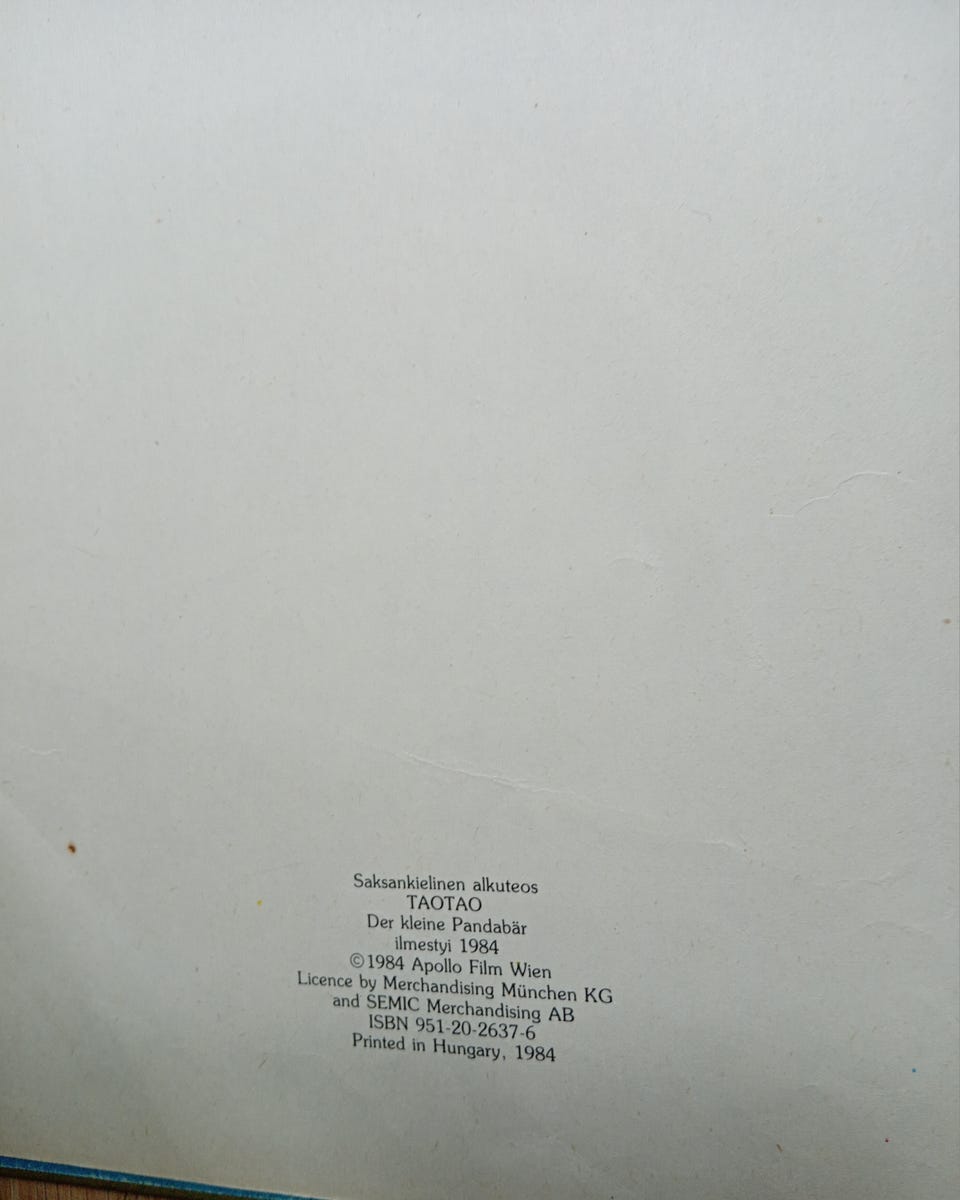 Saksankielinen alkuteos
TAOTAO
Der kleine Pandabär
ilmestyi 1984
©1984 Apollo Film Wien
Licence by Merchandising München KG
and SEMIC Merchandising AB
ISBN 951-20-2637-6
Printed in Hungary, 1984